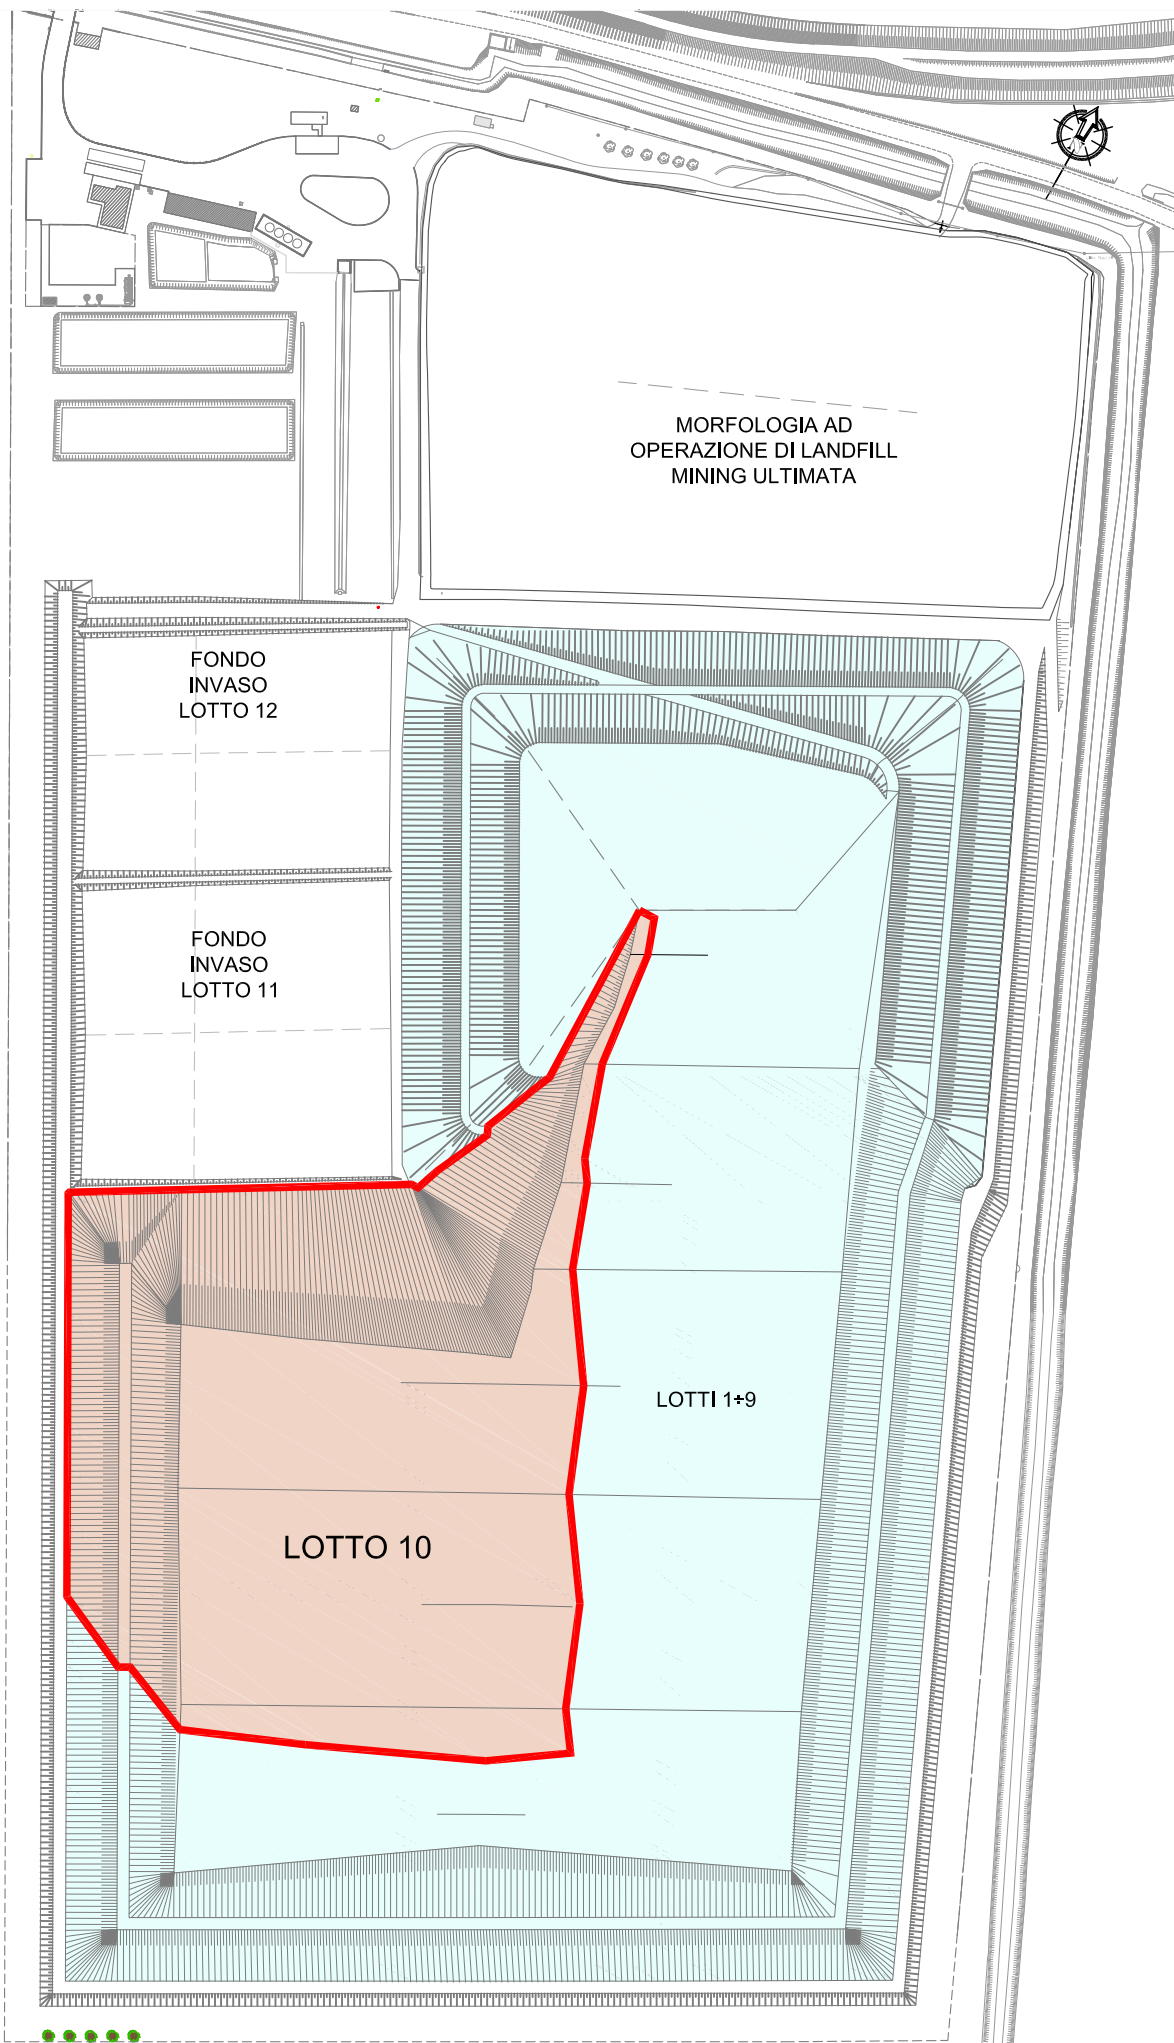 MORFOLOGIA AD
OPERAZIONE DI LANDFILL
MINING ULTIMATA
FONDO
INVASO
LOTTO 12
FONDO
INVASO
LOTTO 11
LOTTI 1÷9
LOTTO 10